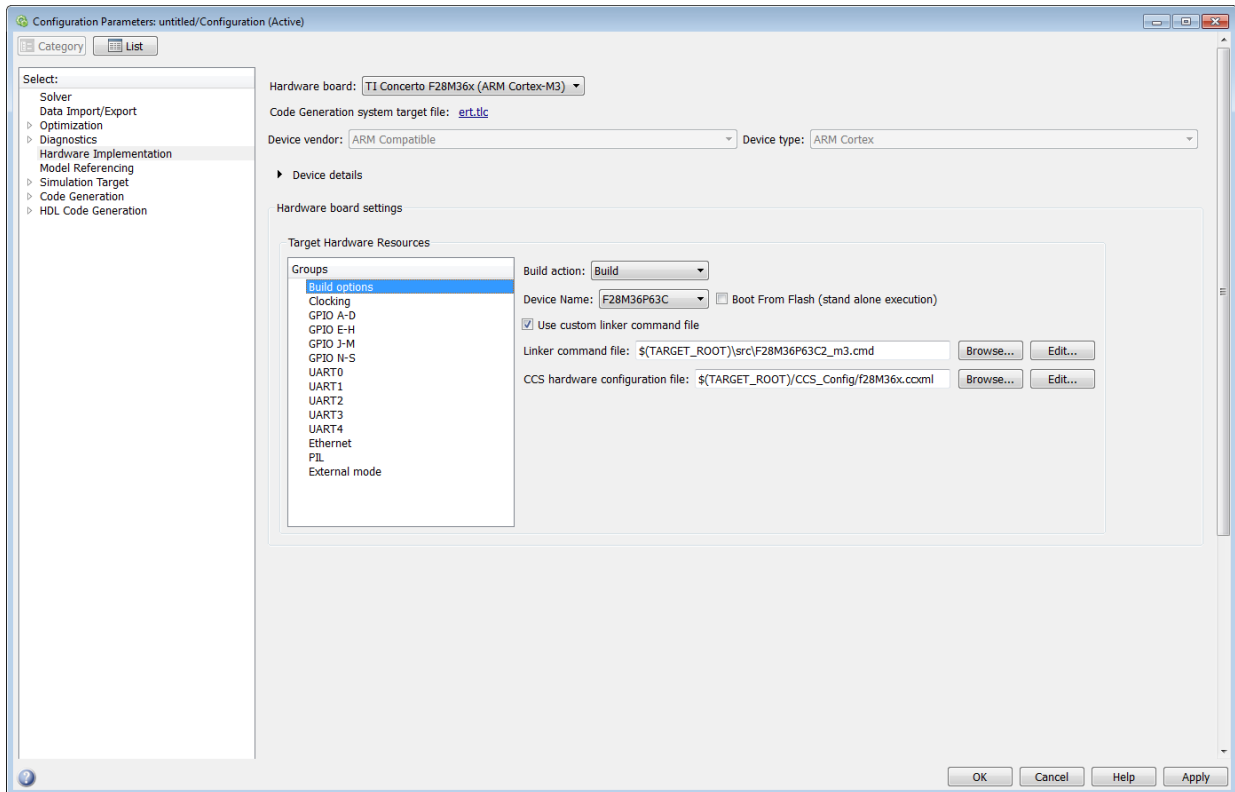 Configuration Parameters: untitled/Configuration (Active)
Category
List
Select:
Solver
Data Import/Export
Optimization
Diagnostics
Hardware Implementation
Model Referencing
Simulation Target
Code Generation
HDL Code Generation
Hardware board: TI Concerto F28M36x (ARM Cortex-M3)
Code Generation system target file: ert.tlc
Device vendor: ARM Compatible Device type: ARM Cortex
Device details
Hardware board settings
Target Hardware Resources
Groups
Build options
Clocking
GPIO A-D
GPIO E-H
GPIO J-M
GPIO N-S
UART0
UART1
UART2
UART3
UART4
Ethernet
PIL
External mode
Build action: Build
Device Name: F28M36P63C Boot From Flash (stand alone execution)
Use custom linker command file
Linker command file: $(TARGET_ROOT)\src\F28M36P63C2_m3.cmd Browse... Edit...
CCS hardware configuration file: $(TARGET_ROOT)/CCS_Config/f28M36x.ccxml Browse... Edit...
OK Cancel Help Apply